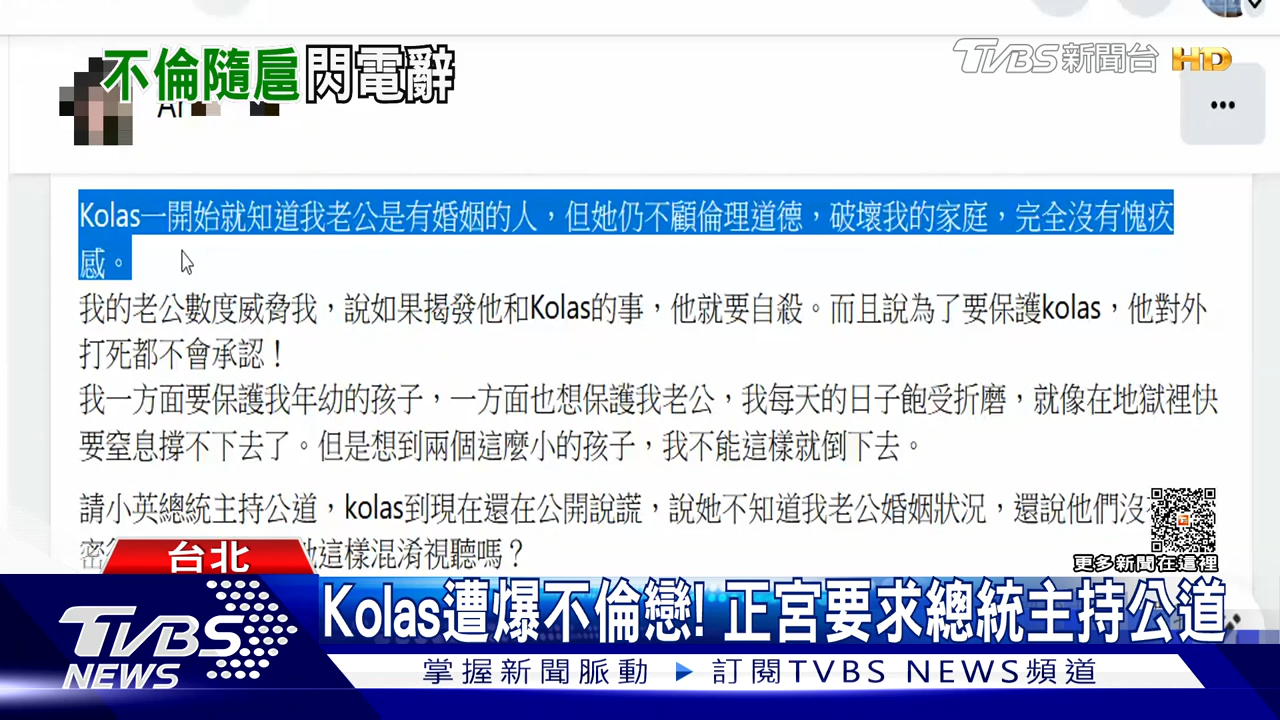 不倫隨扈閃電辭
TVBS新聞台 HD
Kolas一開始就知道我老公是有婚姻的人，但她仍不顧倫理道德，破壞我的家庭，完全沒有愧疚
感。
我的老公數度威脅我，說如果揭發他和Kolas的事，他就要自殺。而且說為了要保護kolas，他對外
打死都不會承認！
我一方面要保護我年幼的孩子，一方面也想保護我老公，我每天的日子飽受折磨，就像在地獄裡快
要窒息撐不下去了。但是想到兩個這麼小的孩子，我不能這樣就倒下去。
請小英總統主持公道，kolas到現在還在公開說謊，說她不知道我老公婚姻狀況，還說他們沒
這樣混淆視聽嗎？
更多新聞在這裡
台北
Kolas遭爆不倫戀！正宮要求總統主持公道
TVBS NEWS
掌握新聞脈動 ▶ 訂閱TVBS NEWS頻道